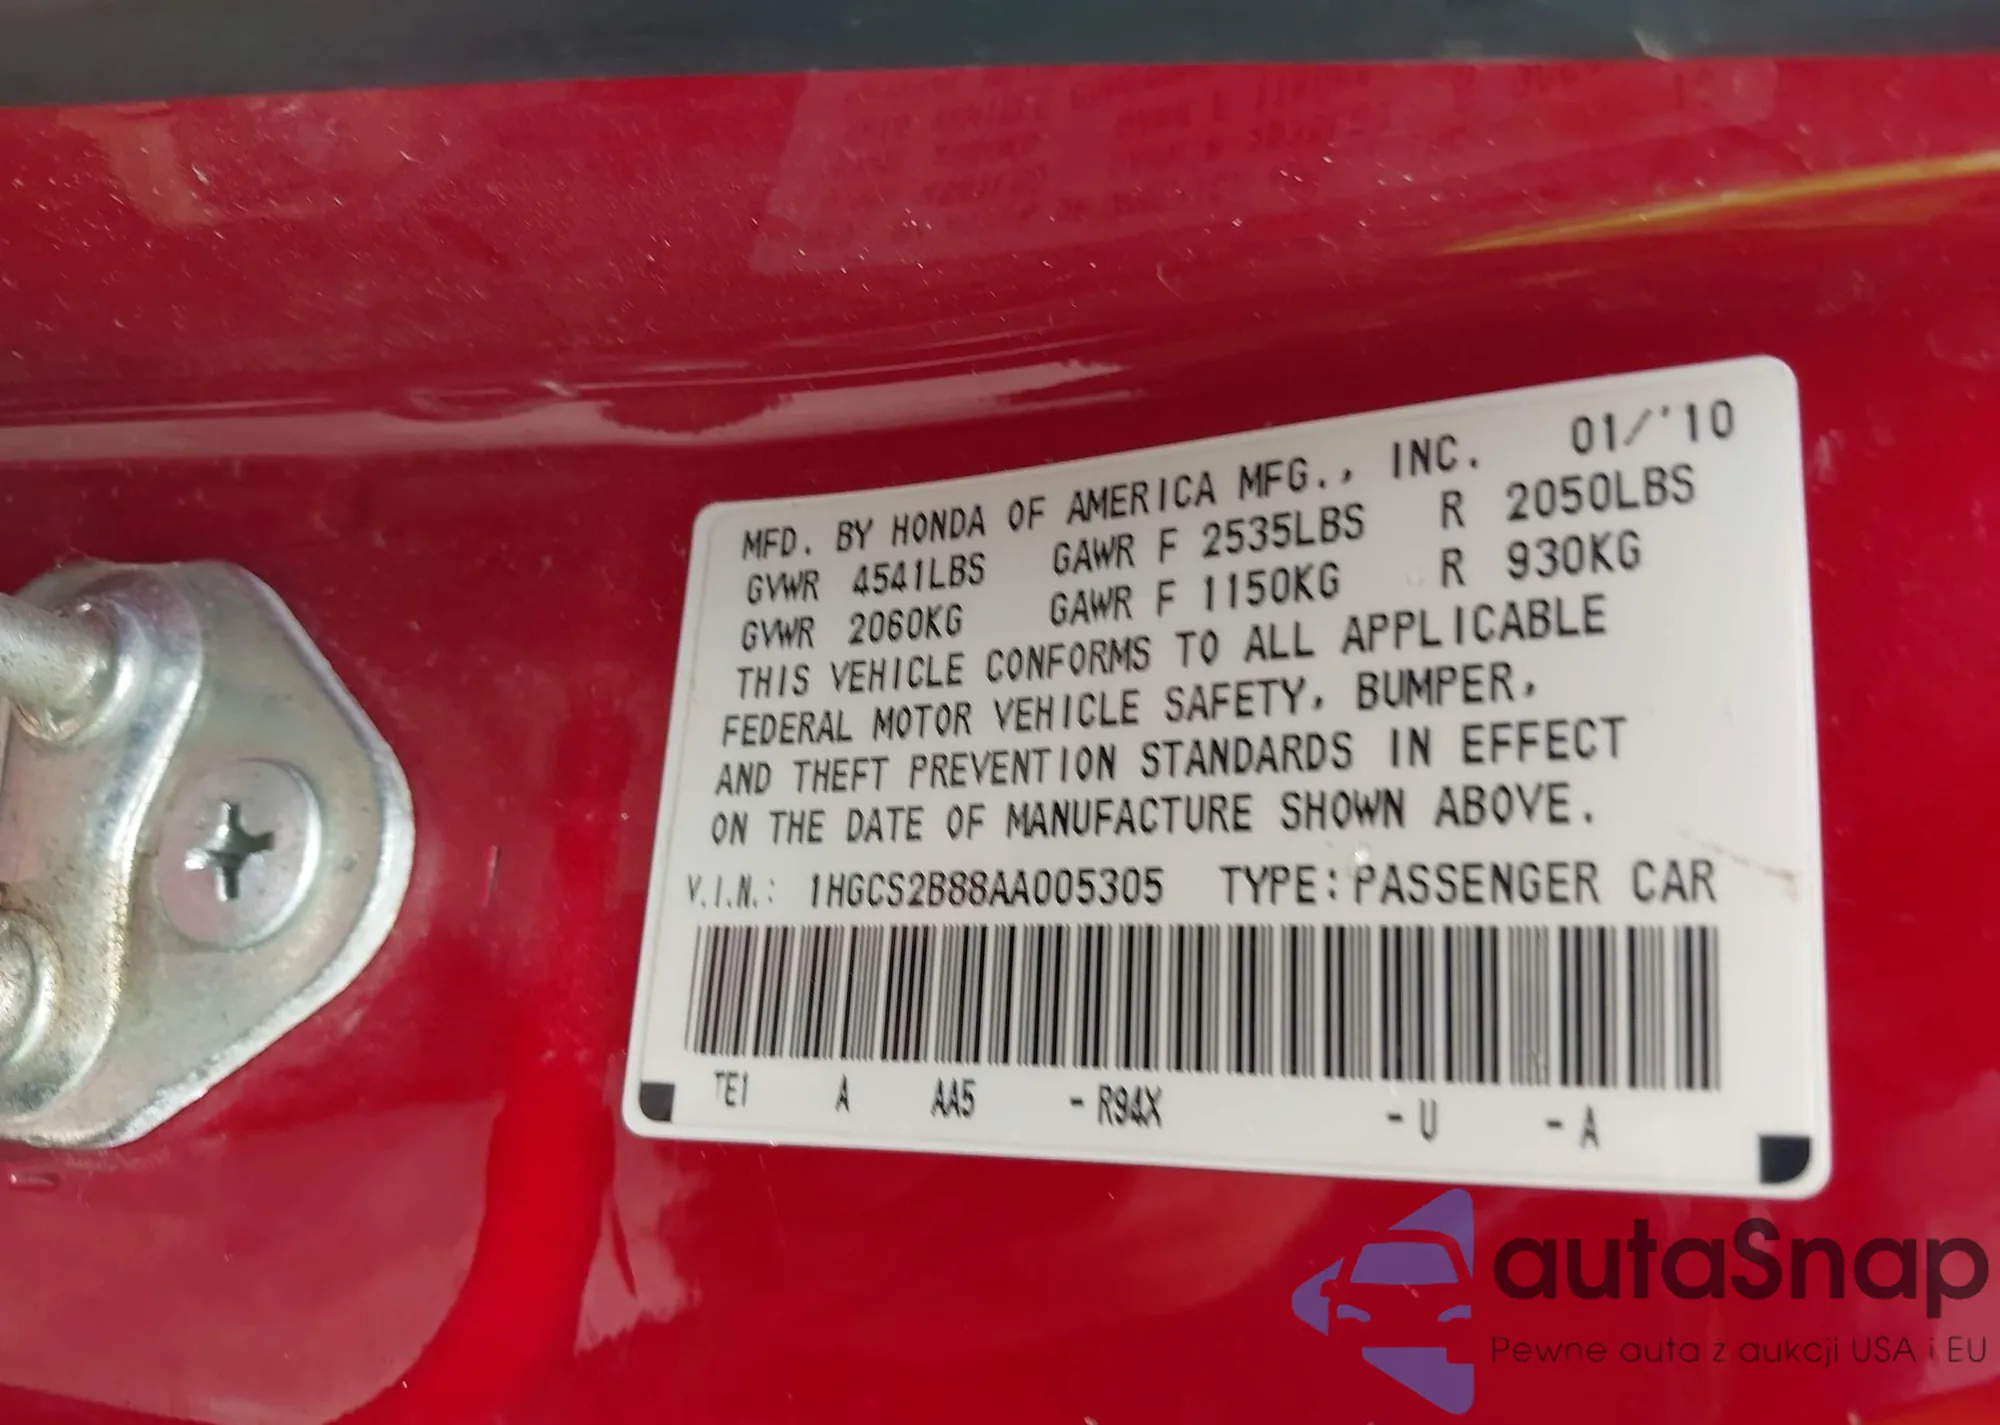 MFD. BY HONDA OF AMERICA MFG., INC. 01/'10
GVWR 4541LBS GAWR F 2535LBS R 2050LBS
GVWR 2060KG GAWR F 1150KG R 930KG
THIS VEHICLE CONFORMS TO ALL APPLICABLE
FEDERAL MOTOR VEHICLE SAFETY, BUMPER,
AND THEFT PREVENTION STANDARDS IN EFFECT
ON THE DATE OF MANUFACTURE SHOWN ABOVE.
V.I.N.: 1HGCS2B88AA005305 TYPE: PASSENGER CAR
TE1 A AA5 -R94X -U -A
autaSnap
Pewne auta z aukcji USA i EU